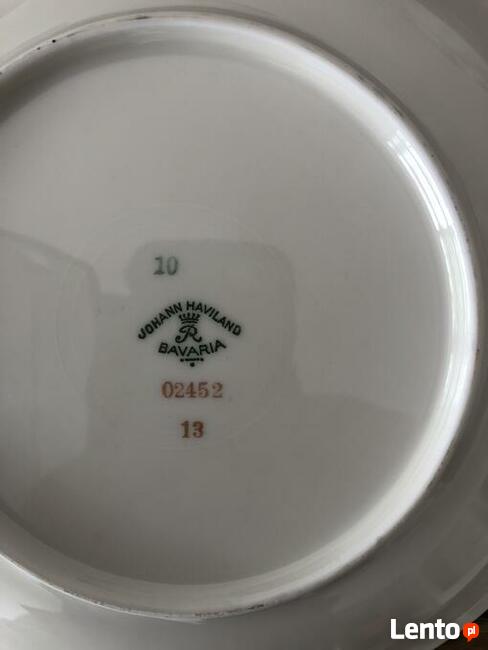 10
JOHANN HAVILAND
R
BAVARIA
02452
13
Lento pl